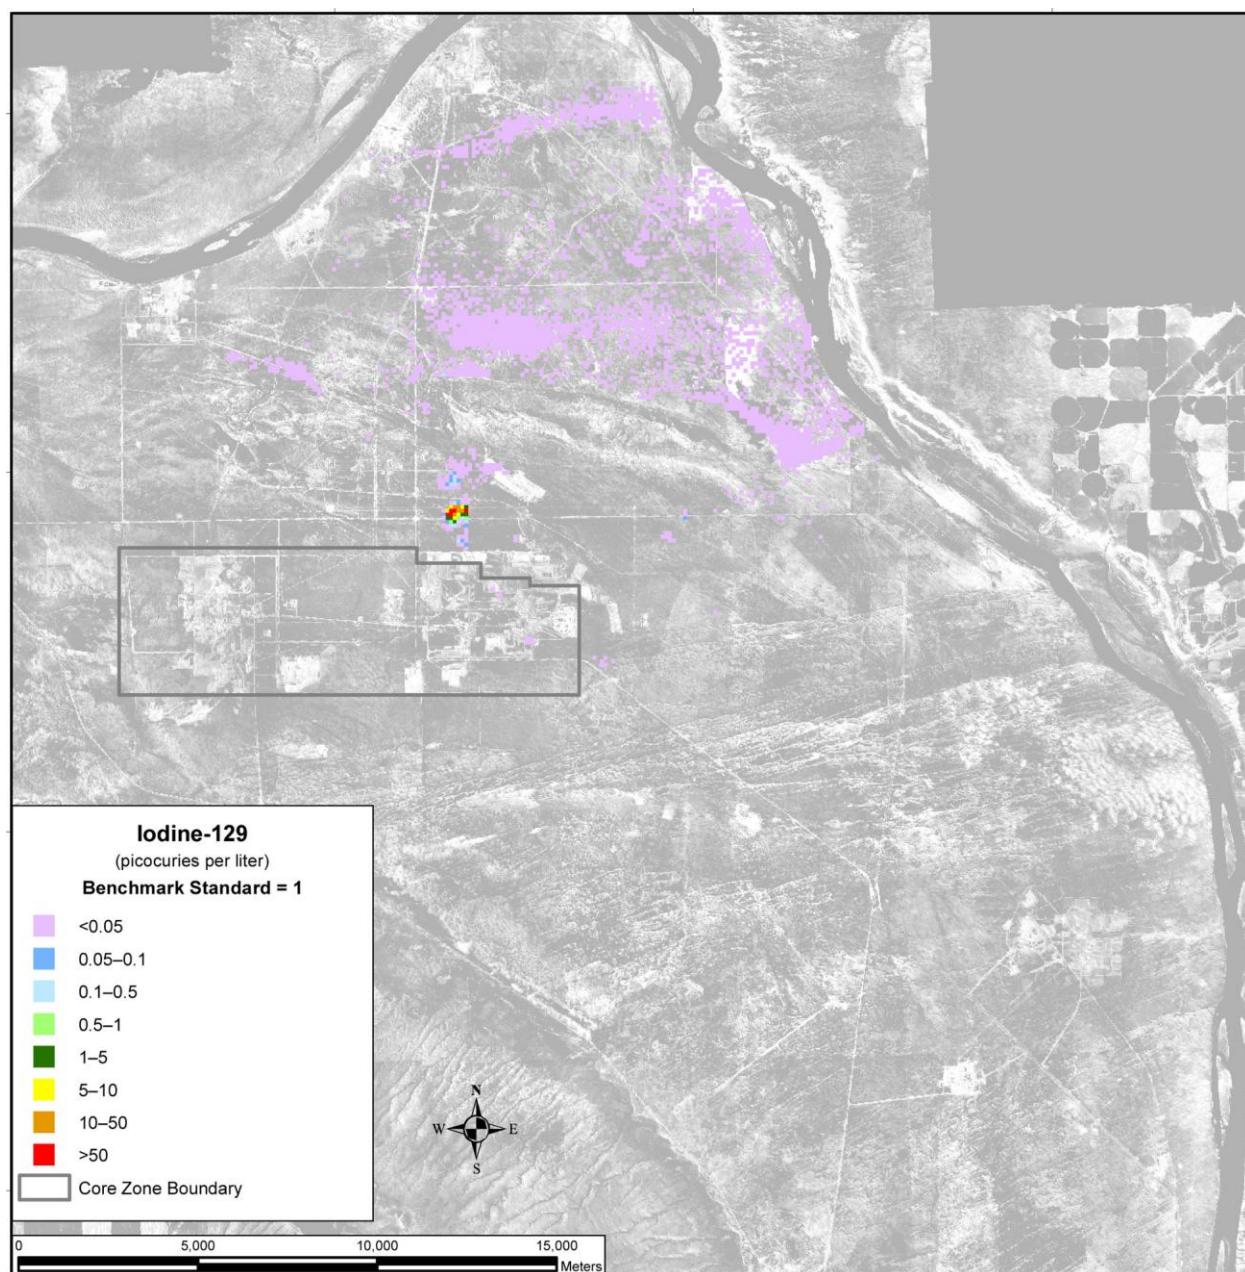 Iodine-129
(picocuries per liter)
Benchmark Standard = 1
<0.05
0.05–0.1
0.1–0.5
0.5–1
1–5
5–10
10–50
>50
Core Zone Boundary
N
W E
S
0 5,000 10,000 15,000
Meters